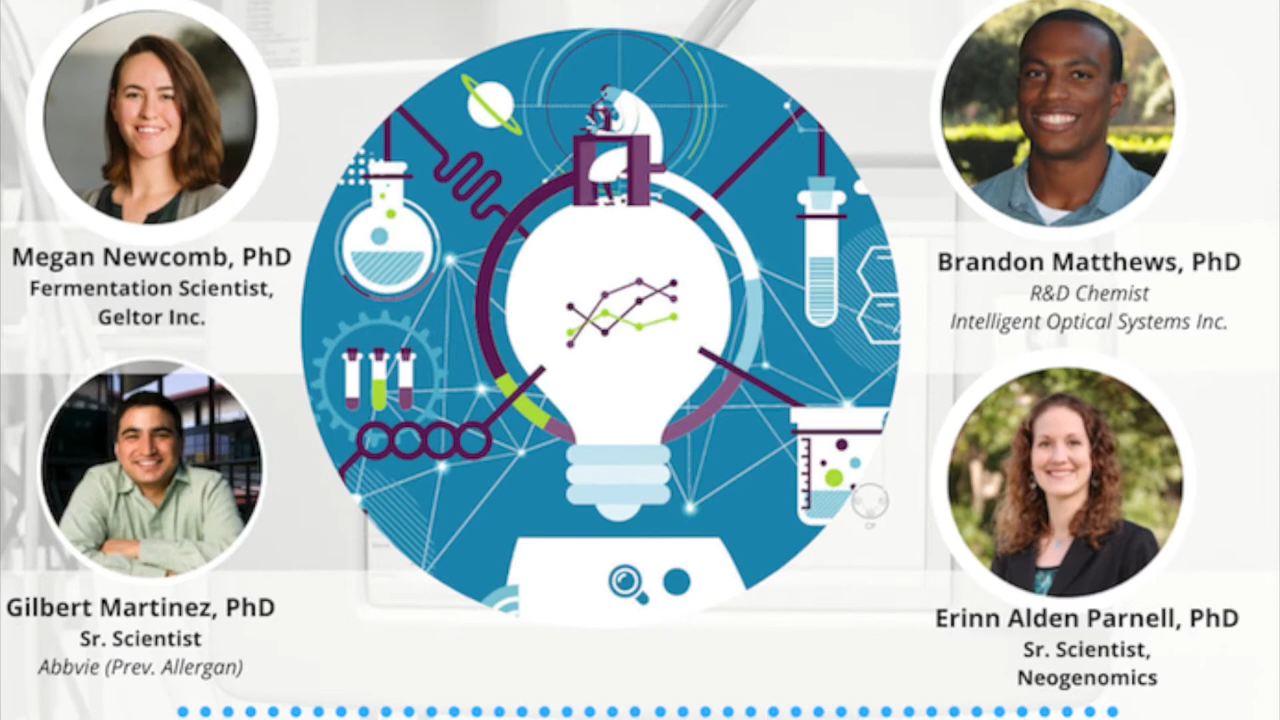 Megan Newcomb, PhD
Fermentation Scientist,
Geltor Inc.
Brandon Matthews, PhD
R&D Chemist
Intelligent Optical Systems Inc.
Gilbert Martinez, PhD
Sr. Scientist
Abbvie (Prev. Allergan)
Erinn Alden Parnell, PhD
Sr. Scientist,
Neogenomics